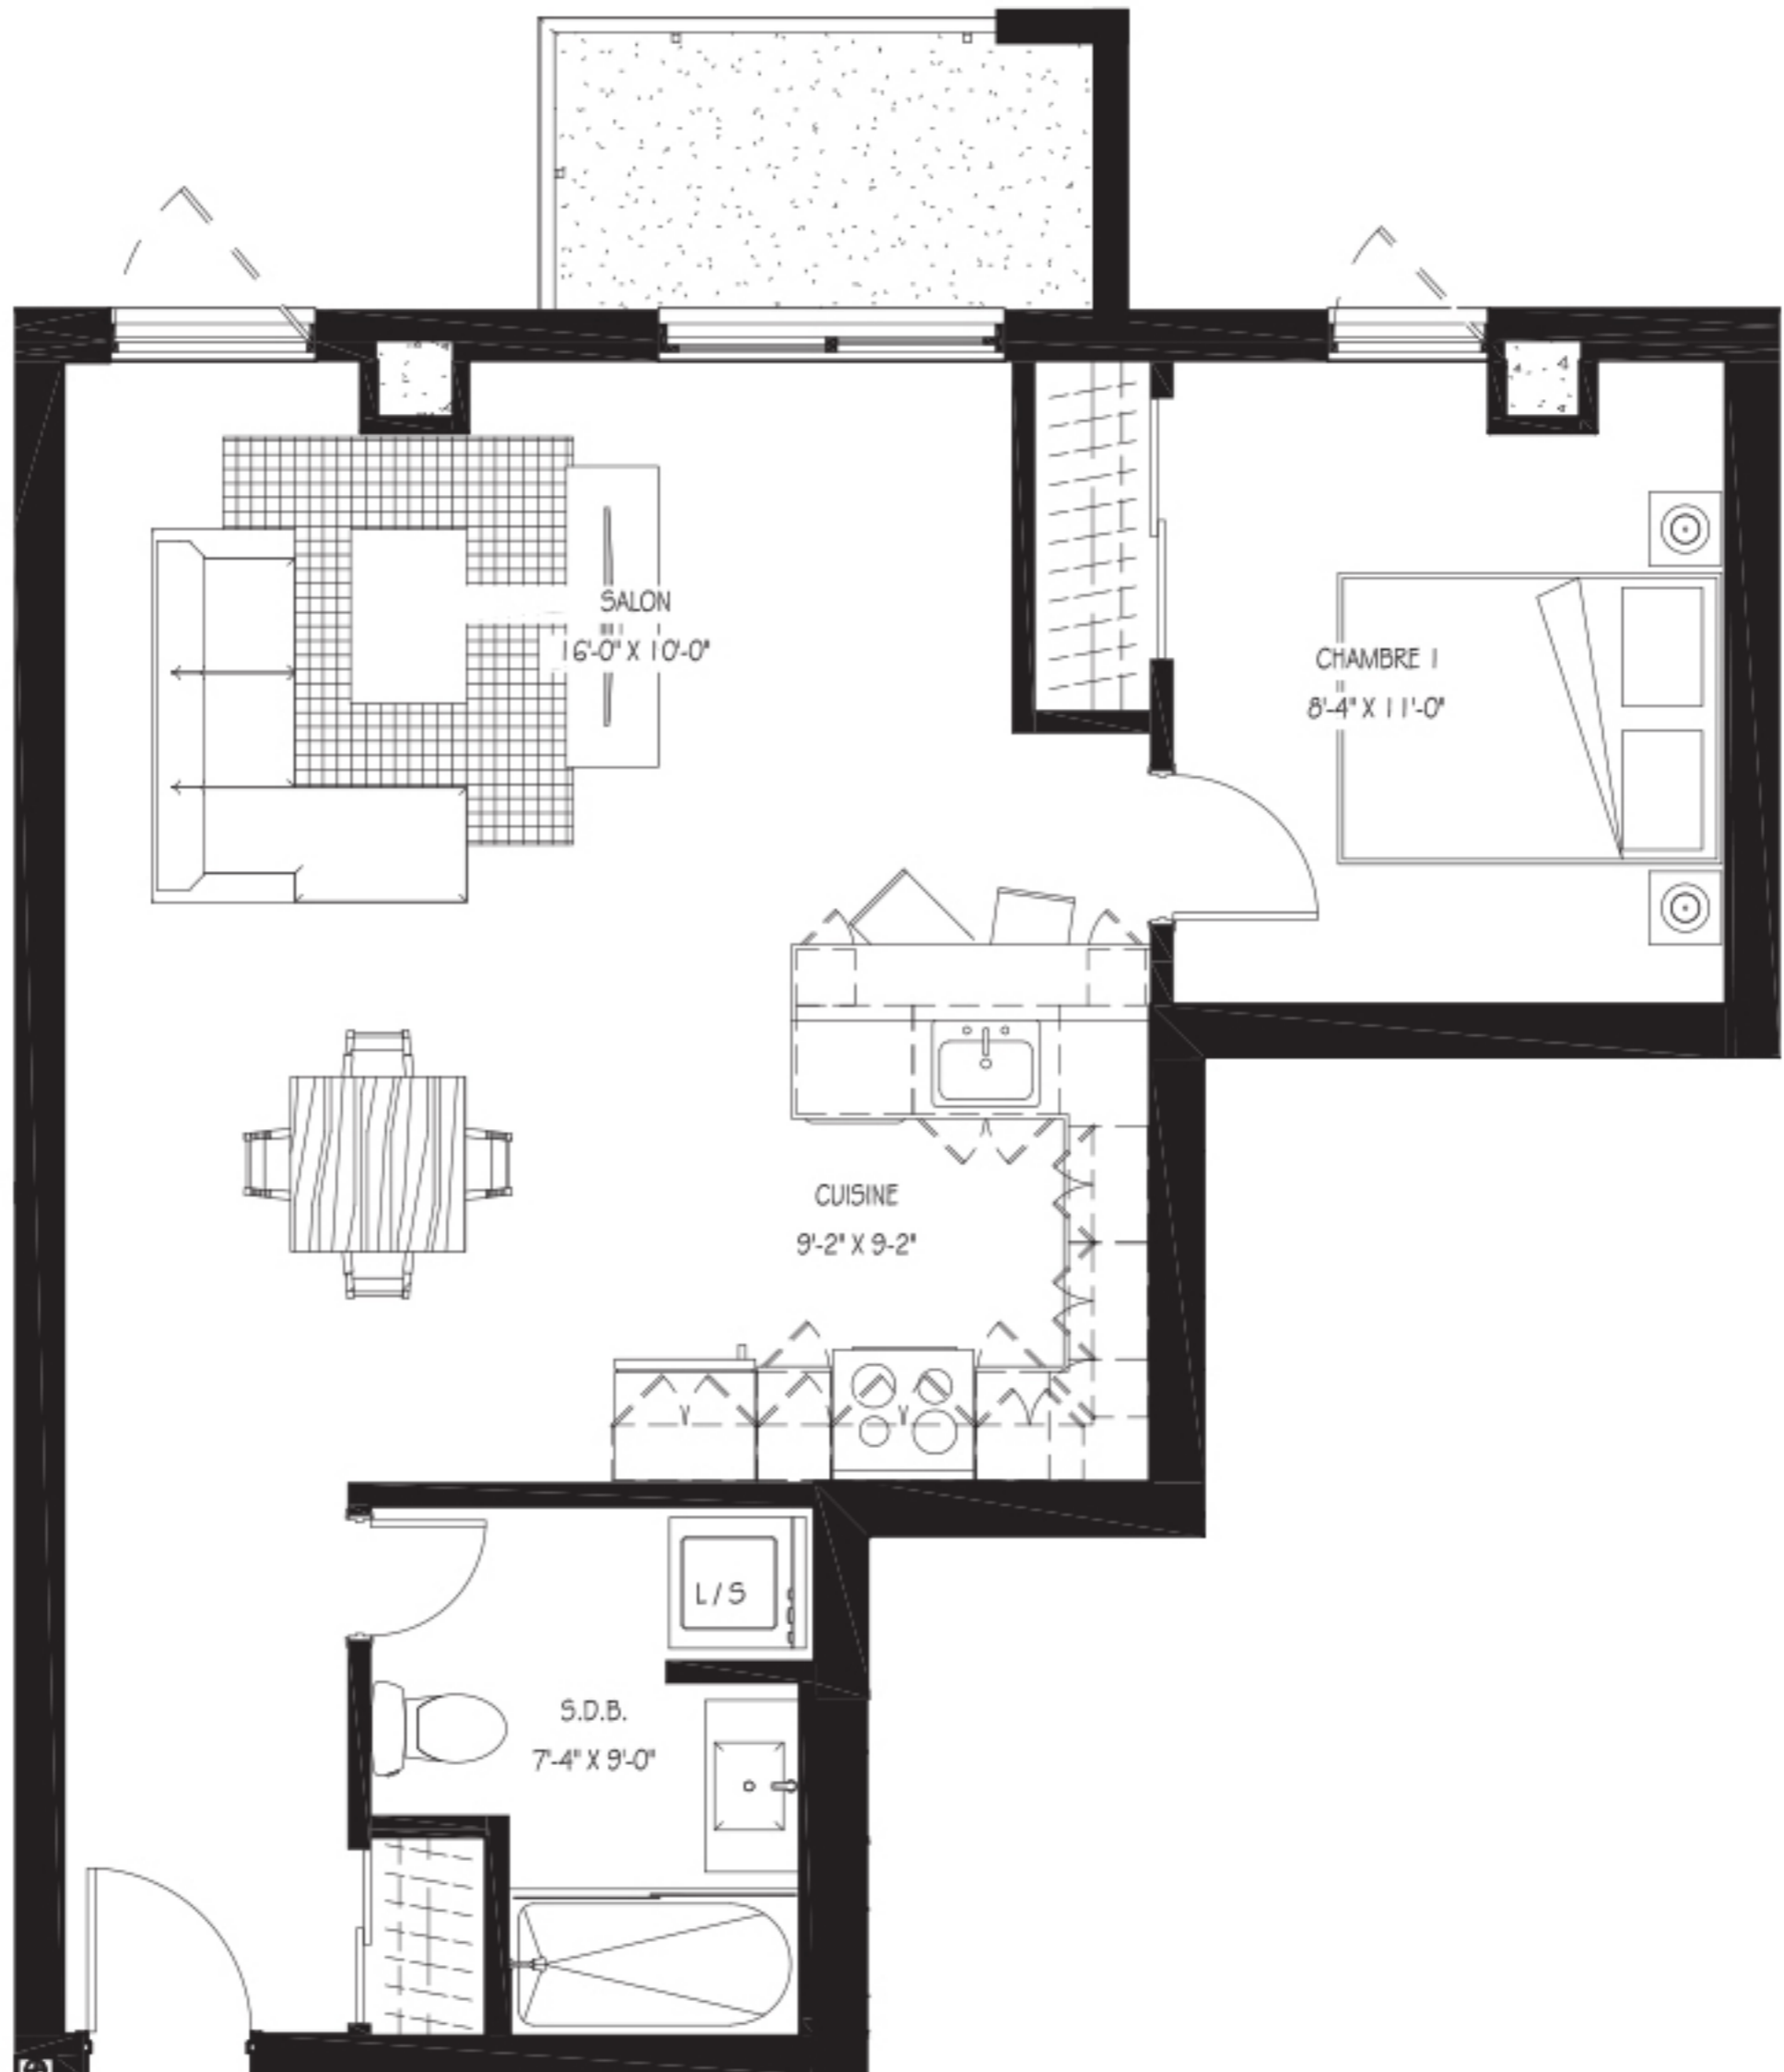 SALON
16'-0" X 10'-0"
CHAMBRE 1
8'-4" X 11'-0"
CUISINE
9'-2" X 9-2"
L / S
S.D.B.
7'-4" X 9'-0"